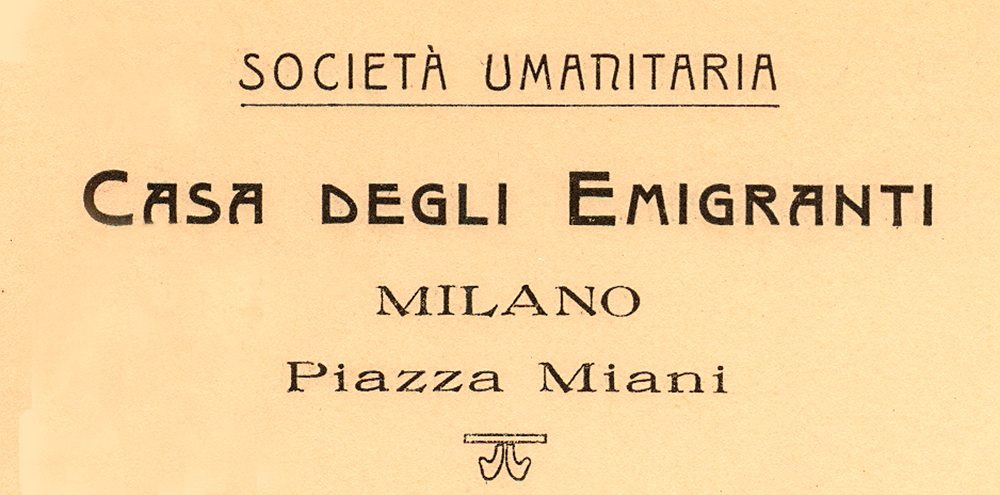 SOCIETÀ UMANITARIA
CASA DEGLI EMIGRANTI
MILANO
Piazza Miani